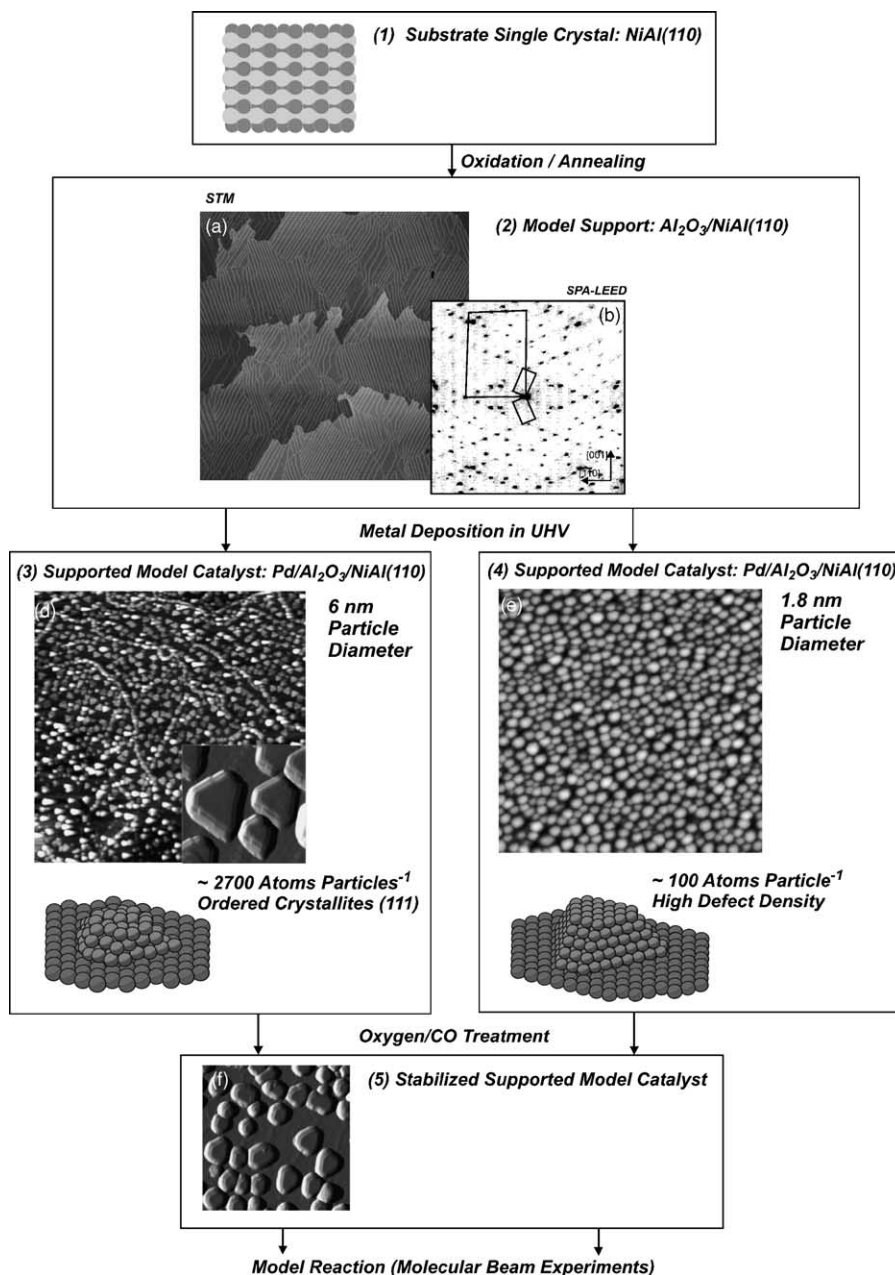 (1) Substrate Single Crystal: NiAl(110)
Oxidation / Annealing
STM
(a)
(2) Model Support: Al₂O₃/NiAl(110)
SPA-LEED
(b)
[001]
Metal Deposition in UHV
(3) Supported Model Catalyst: Pd/Al₂O₃/NiAl(110)
(d)
6 nm
Particle
Diameter
~ 2700 Atoms Particles⁻¹
Ordered Crystallites (111)
(4) Supported Model Catalyst: Pd/Al₂O₃/NiAl(110)
(e)
1.8 nm
Particle
Diameter
~ 100 Atoms Particle⁻¹
High Defect Density
Oxygen/CO Treatment
(f)
(5) Stabilized Supported Model Catalyst
Model Reaction (Molecular Beam Experiments)